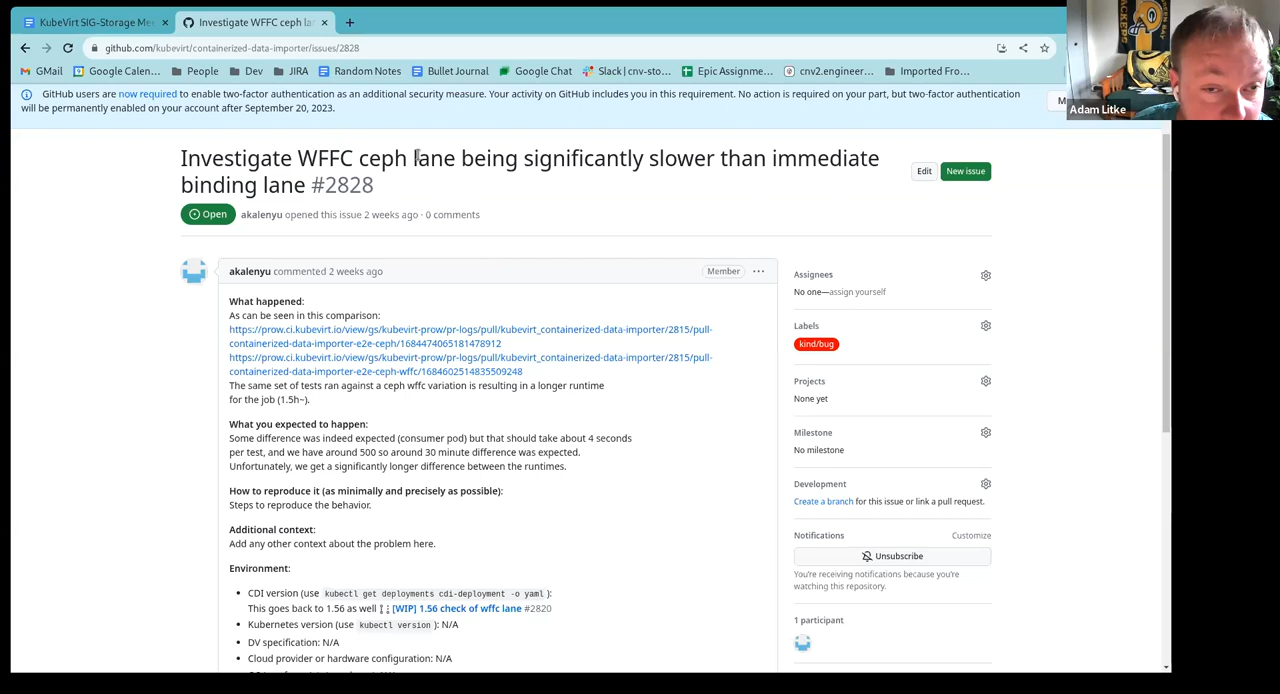 KubeVirt SIG-Storage Me
Investigate WFFC ceph la
github.com/kubevirt/containerized-data-importer/issues/2828
GMail
Google Calen...
People
Dev
JIRA
Random Notes
Bullet Journal
Google Chat
Slack | cnv-sto...
Epic Assignme...
cnv2.engineer...
Imported Fro...
GitHub users are now required to enable two-factor authentication as an additional security measure. Your activity on GitHub includes you in this requirement. No action is required on your part, but two-factor authentication
will be permanently enabled on your account after September 20, 2023.
PACKERS
Adam Litke
Investigate WFFC ceph lane being significantly slower than immediate
binding lane #2828
Edit
New issue
Open
akalenyu opened this issue 2 weeks ago · 0 comments
akalenyu commented 2 weeks ago
Member
What happened:
As can be seen in this comparison:
https://prow.ci.kubevirt.io/view/gs/kubevirt-prow/pr-logs/pull/kubevirt_containerized-data-importer/2815/pull-
containerized-data-importer-e2e-ceph/1684474065181478912
https://prow.ci.kubevirt.io/view/gs/kubevirt-prow/pr-logs/pull/kubevirt_containerized-data-importer/2815/pull-
containerized-data-importer-e2e-ceph-wffc/1684602514835509248
The same set of tests ran against a ceph wffc variation is resulting in a longer runtime
for the job (1.5h~).
What you expected to happen:
Some difference was indeed expected (consumer pod) but that should take about 4 seconds
per test, and we have around 500 so around 30 minute difference was expected.
Unfortunately, we get a significantly longer difference between the runtimes.
How to reproduce it (as minimally and precisely as possible):
Steps to reproduce the behavior.
Additional context:
Add any other context about the problem here.
Environment:
• CDI version (use kubectl get deployments cdi-deployment -o yaml ):
This goes back to 1.56 as well [WIP] 1.56 check of wffc lane #2820
• Kubernetes version (use kubectl version ): N/A
• DV specification: N/A
• Cloud provider or hardware configuration: N/A
Assignees
No one—assign yourself
Labels
kind/bug
Projects
None yet
Milestone
No milestone
Development
Create a branch for this issue or link a pull request.
Notifications
Customize
Unsubscribe
You're receiving notifications because you're
watching this repository.
1 participant